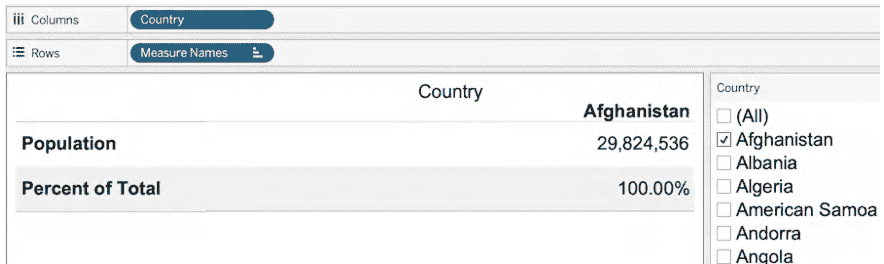 Columns Country
Rows Measure Names
Country
Afghanistan
Population 29,824,536
Percent of Total 100.00%
Country
(All)
Afghanistan
Albania
Algeria
American Samoa
Andorra
Angola